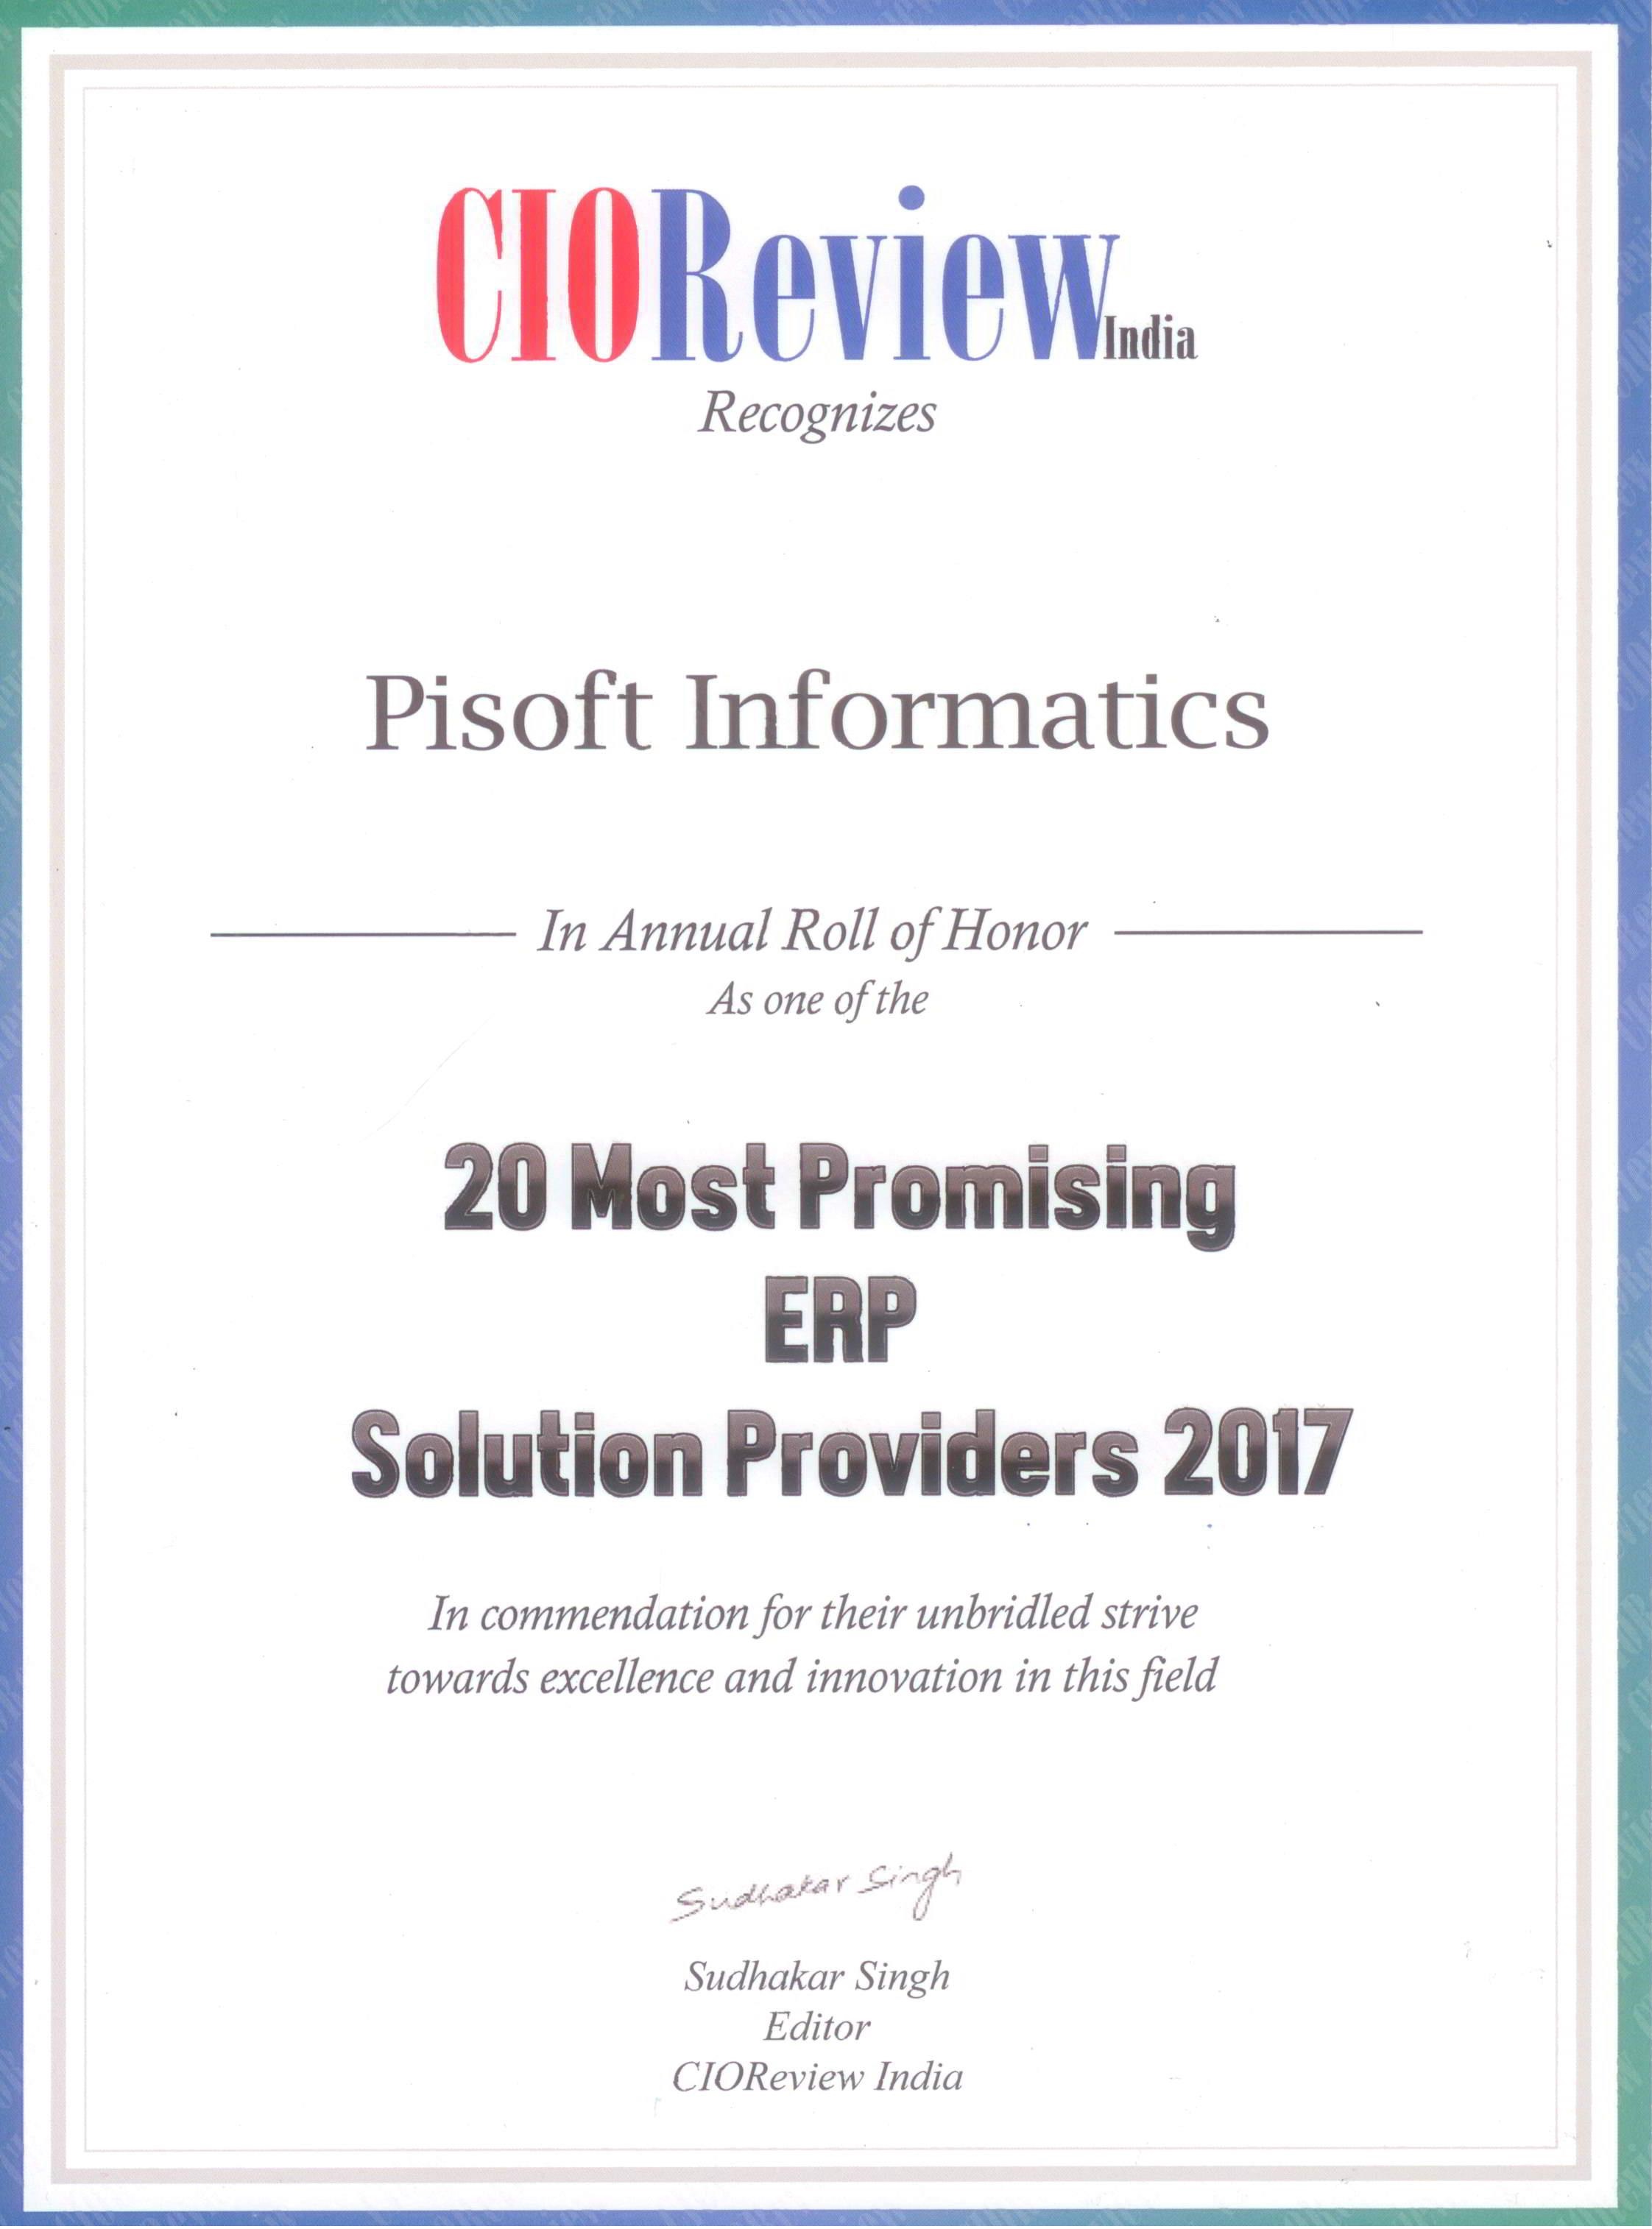 CIOReview India
Recognizes
Pisoft Informatics
In Annual Roll of Honor
As one of the
20 Most Promising
ERP
Solution Providers 2017
In commendation for their unbridled strive
towards excellence and innovation in this field
Sudhakar Singh
Sudhakar Singh
Editor
CIOReview India